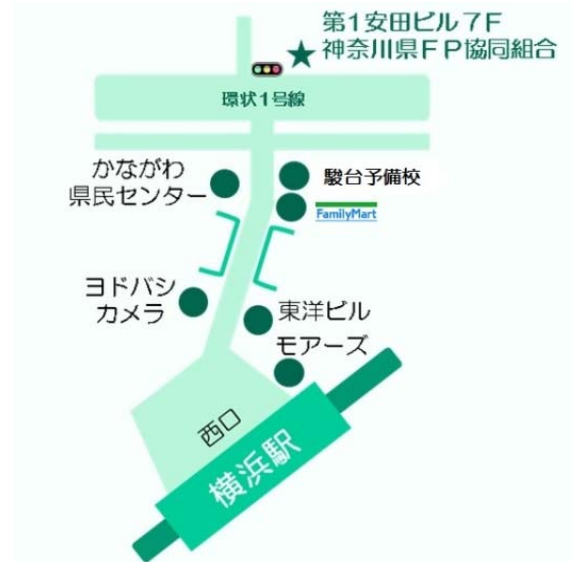 第1安田ビル7F
神奈川県FP協同組合
環状1号線
かながわ
県民センター
駿台予備校
FamilyMart
ヨドバシ
カメラ
東洋ビル
モアーズ
西口
横浜駅